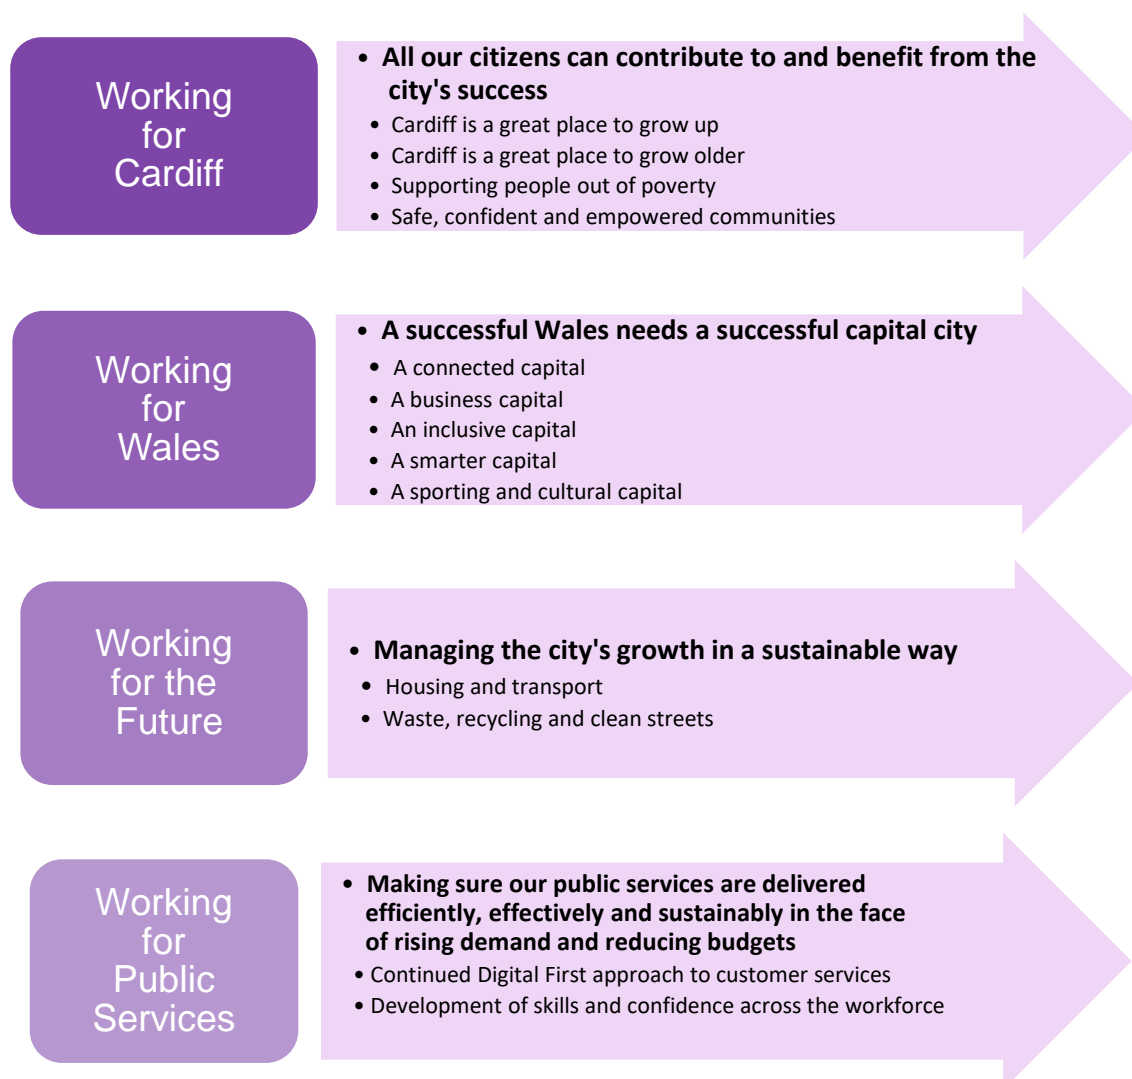 Working
for
Cardiff
• All our citizens can contribute to and benefit from the
city's success
• Cardiff is a great place to grow up
• Cardiff is a great place to grow older
• Supporting people out of poverty
• Safe, confident and empowered communities
Working
for
Wales
• A successful Wales needs a successful capital city
• A connected capital
• A business capital
• An inclusive capital
• A smarter capital
• A sporting and cultural capital
Working
for the
Future
• Managing the city's growth in a sustainable way
• Housing and transport
• Waste, recycling and clean streets
Working
for
Public
Services
• Making sure our public services are delivered
efficiently, effectively and sustainably in the face
of rising demand and reducing budgets
• Continued Digital First approach to customer services
• Development of skills and confidence across the workforce